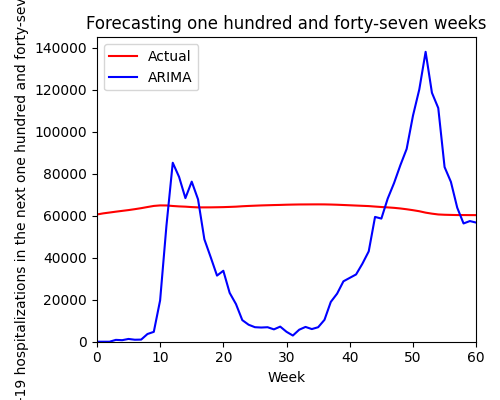 Forecasting one hundred and forty-seven weeks
-19 hospitalizations in the next one hundred and forty-sev
140000
120000
100000
80000
60000
40000
20000
0
Actual
ARIMA
0 10 20 30 40 50 60
Week